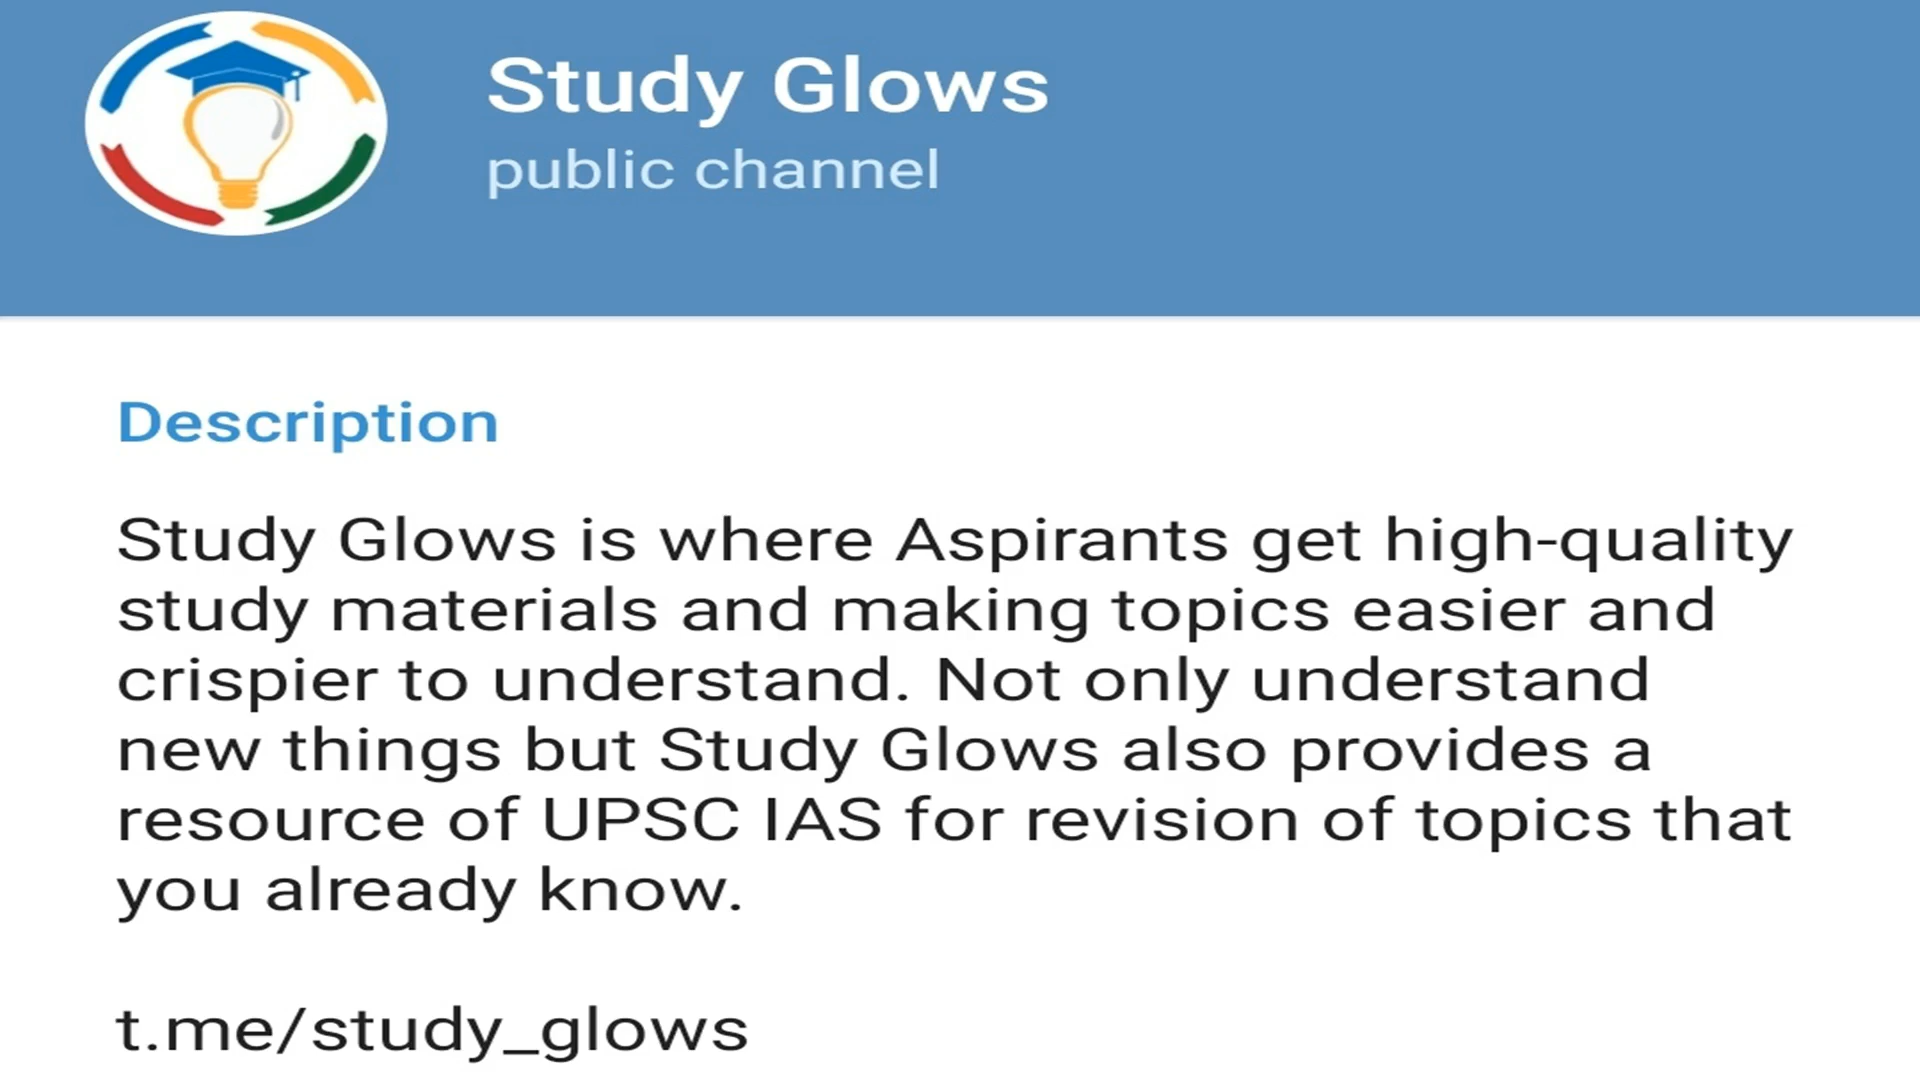 Study Glows
public channel
Description
Study Glows is where Aspirants get high-quality
study materials and making topics easier and
crispier to understand. Not only understand
new things but Study Glows also provides a
resource of UPSC IAS for revision of topics that
you already know.
t.me/study_glows